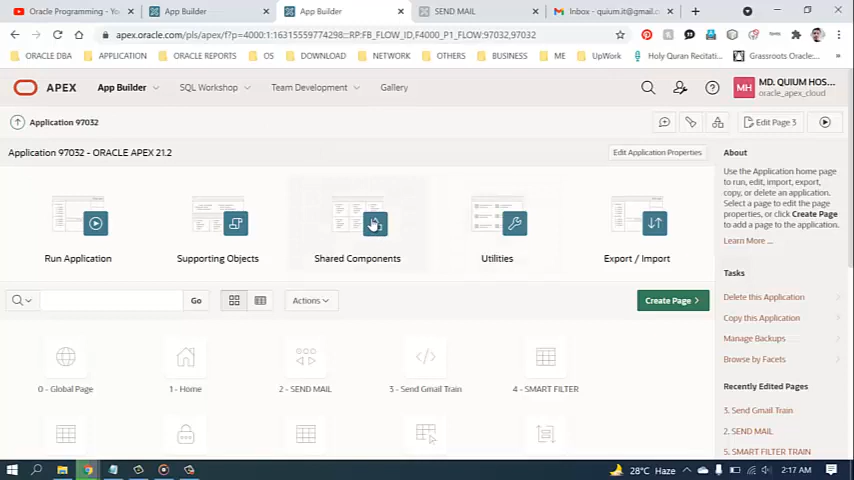 Oracle Programming - You
App Builder
App Builder
SEND MAIL
Inbox - quium.it@gmail.co
apex.oracle.com/pls/apex/f?p=4000:1:16315559774298::RP:FB_FLOW_ID,F4000_P1_FLOW:97032,97032
ORACLE DBA
APPLICATION
ORACLE REPORTS
OS
DOWNLOAD
NETWORK
OTHERS
BUSINESS
ME
UpWork
Holy Quran Recitati...
Grassroots Oracle:...
APEX
App Builder
SQL Workshop
Team Development
Gallery
MH
MD. QUIUM HOS...
oracle_apex_cloud
Application 97032
Edit Page 3
Application 97032 - ORACLE APEX 21.2
Edit Application Properties
Run Application
Supporting Objects
Shared Components
Utilities
Export / Import
Go
Actions
Create Page
0 - Global Page
1 - Home
2 - SEND MAIL
3 - Send Gmail Train
4 - SMART FILTER
About
Use the Application home page
to run, edit, import, export,
copy, or delete an application.
Select a page to edit the page
properties, or click Create Page
to add a page to the application.
Learn More ...
Tasks
Delete this Application
Copy this Application
Manage Backups
Browse by Facets
Recently Edited Pages
3. Send Gmail Train
2. SEND MAIL
5. SMART FILTER TRAIN
28°C Haze
2:17 AM